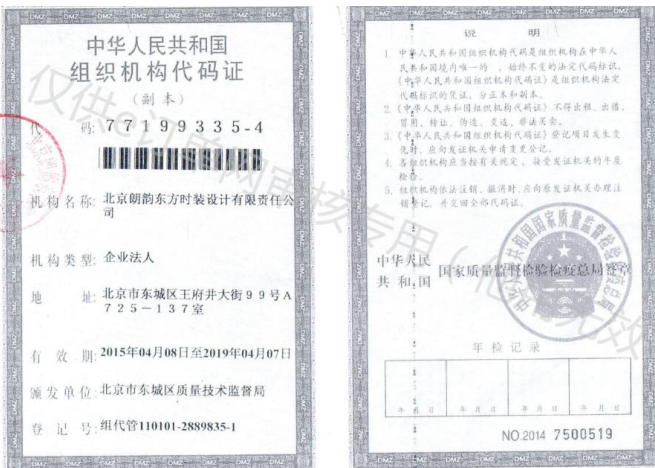 中华人民共和国
组织机构代码证
(副本)
代 码: 77199335-4
机构名称: 北京朗韵东方时装设计有限责任公
司
机构类型: 企业法人
地 址: 北京市东城区王府井大街99号A
725-137室
有 效 期: 2015年04月08日至2019年04月07日
颁发单位: 北京市东城区质量技术监督局
登 记 号: 组代管110101-2889835-1
说 明
1. 中华人民共和国组织机构代码是组织机构在中华人
民共和国境内唯一的、始终不变的法定代码标识,
《中华人民共和国组织机构代码证》是组织机构法定
代码标识的凭证,分正本和副本。
2. 《中华人民共和国组织机构代码证》不得出租、出借、
冒用、转让、伪造、变造、非法买卖。
3. 《中华人民共和国组织机构代码证》登记项目发生变
化时,应向发证机关申请变更登记。
4. 各组织机构应当按有关规定,接受发证机关的年度
检验。
5. 组织机构依法注销、撤消时,应向原发证机关办理注
销登记,并交回全部代码证。
中华人民
共和国 国家质量监督检验检疫总局签章
年检记录
年 月 日 年 月 日 年 月 日 年 月 日
NO.2014 7500519